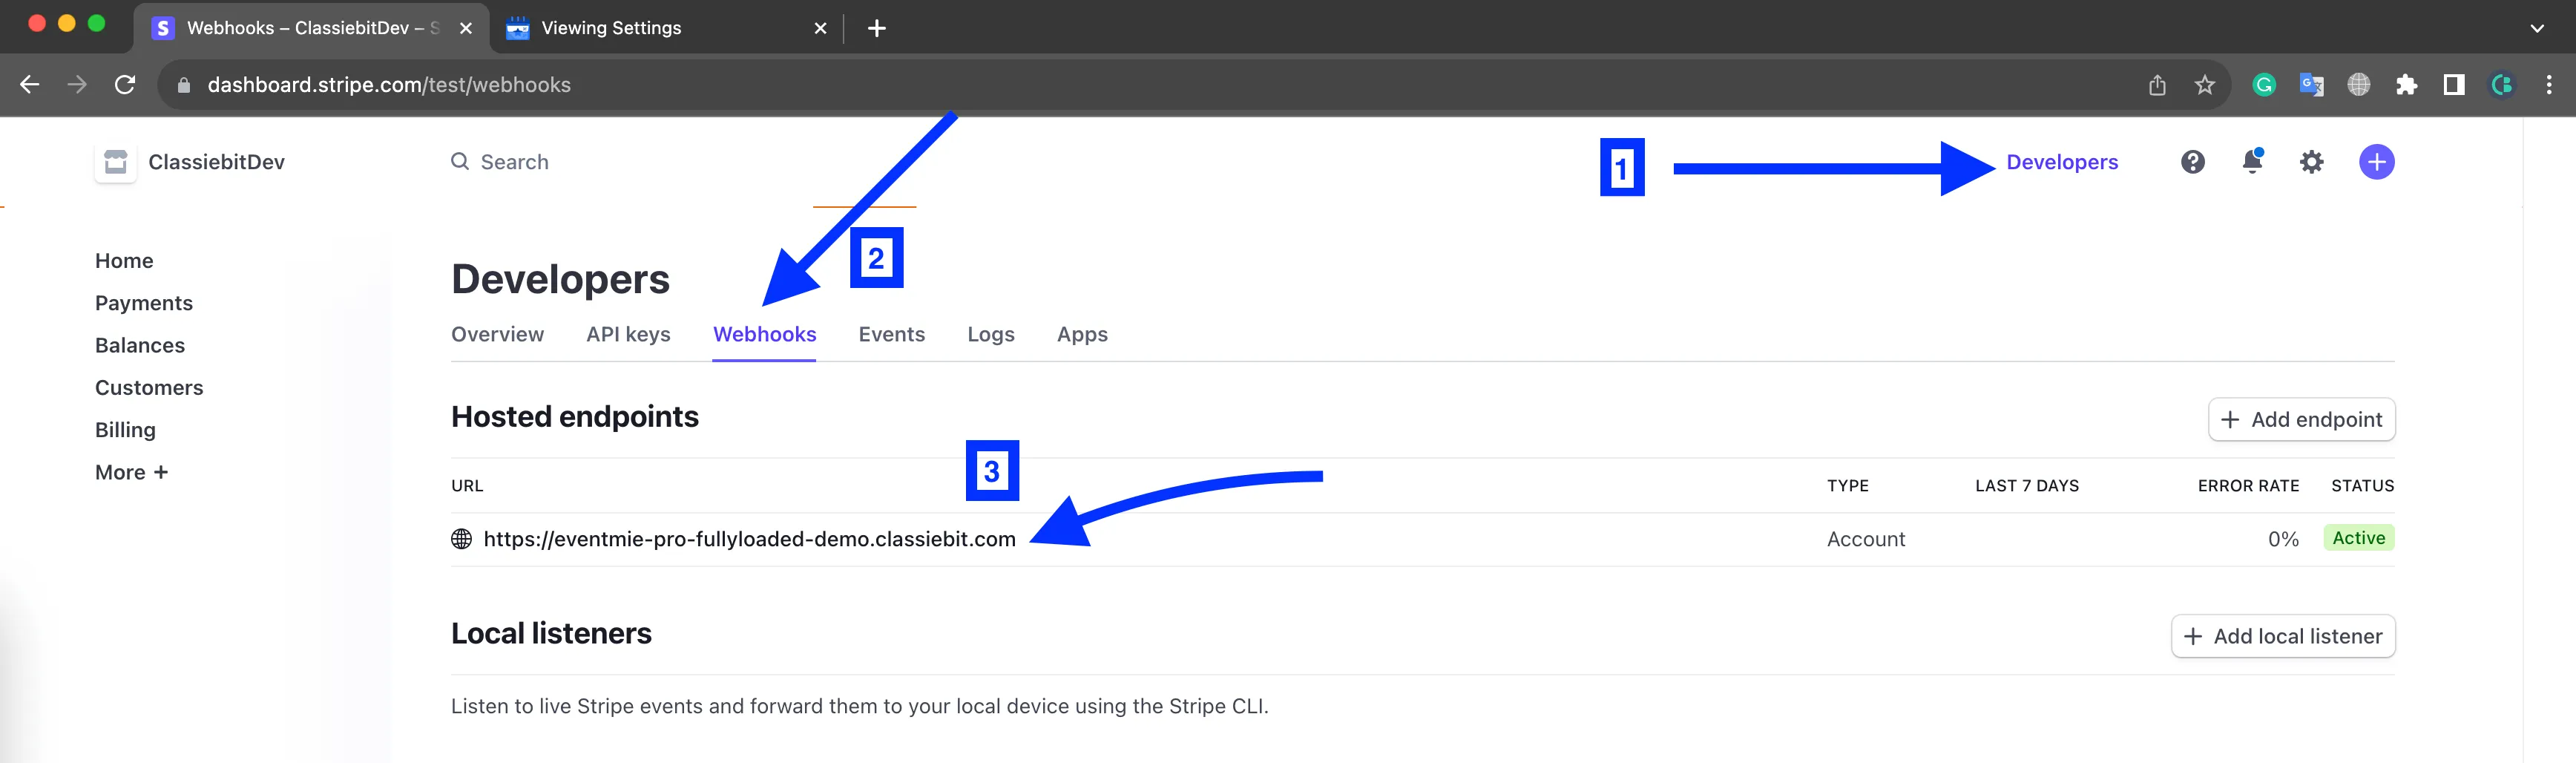 Webhooks – ClassiebitDev – S
Viewing Settings
dashboard.stripe.com/test/webhooks
ClassiebitDev
Search
1
Developers
Home
Payments
Balances
Customers
Billing
More +
2
Developers
Overview API keys Webhooks Events Logs Apps
Hosted endpoints
+ Add endpoint
3
URL TYPE LAST 7 DAYS ERROR RATE STATUS
https://eventmie-pro-fullyloaded-demo.classiebit.com Account 0% Active
Local listeners
+ Add local listener
Listen to live Stripe events and forward them to your local device using the Stripe CLI.